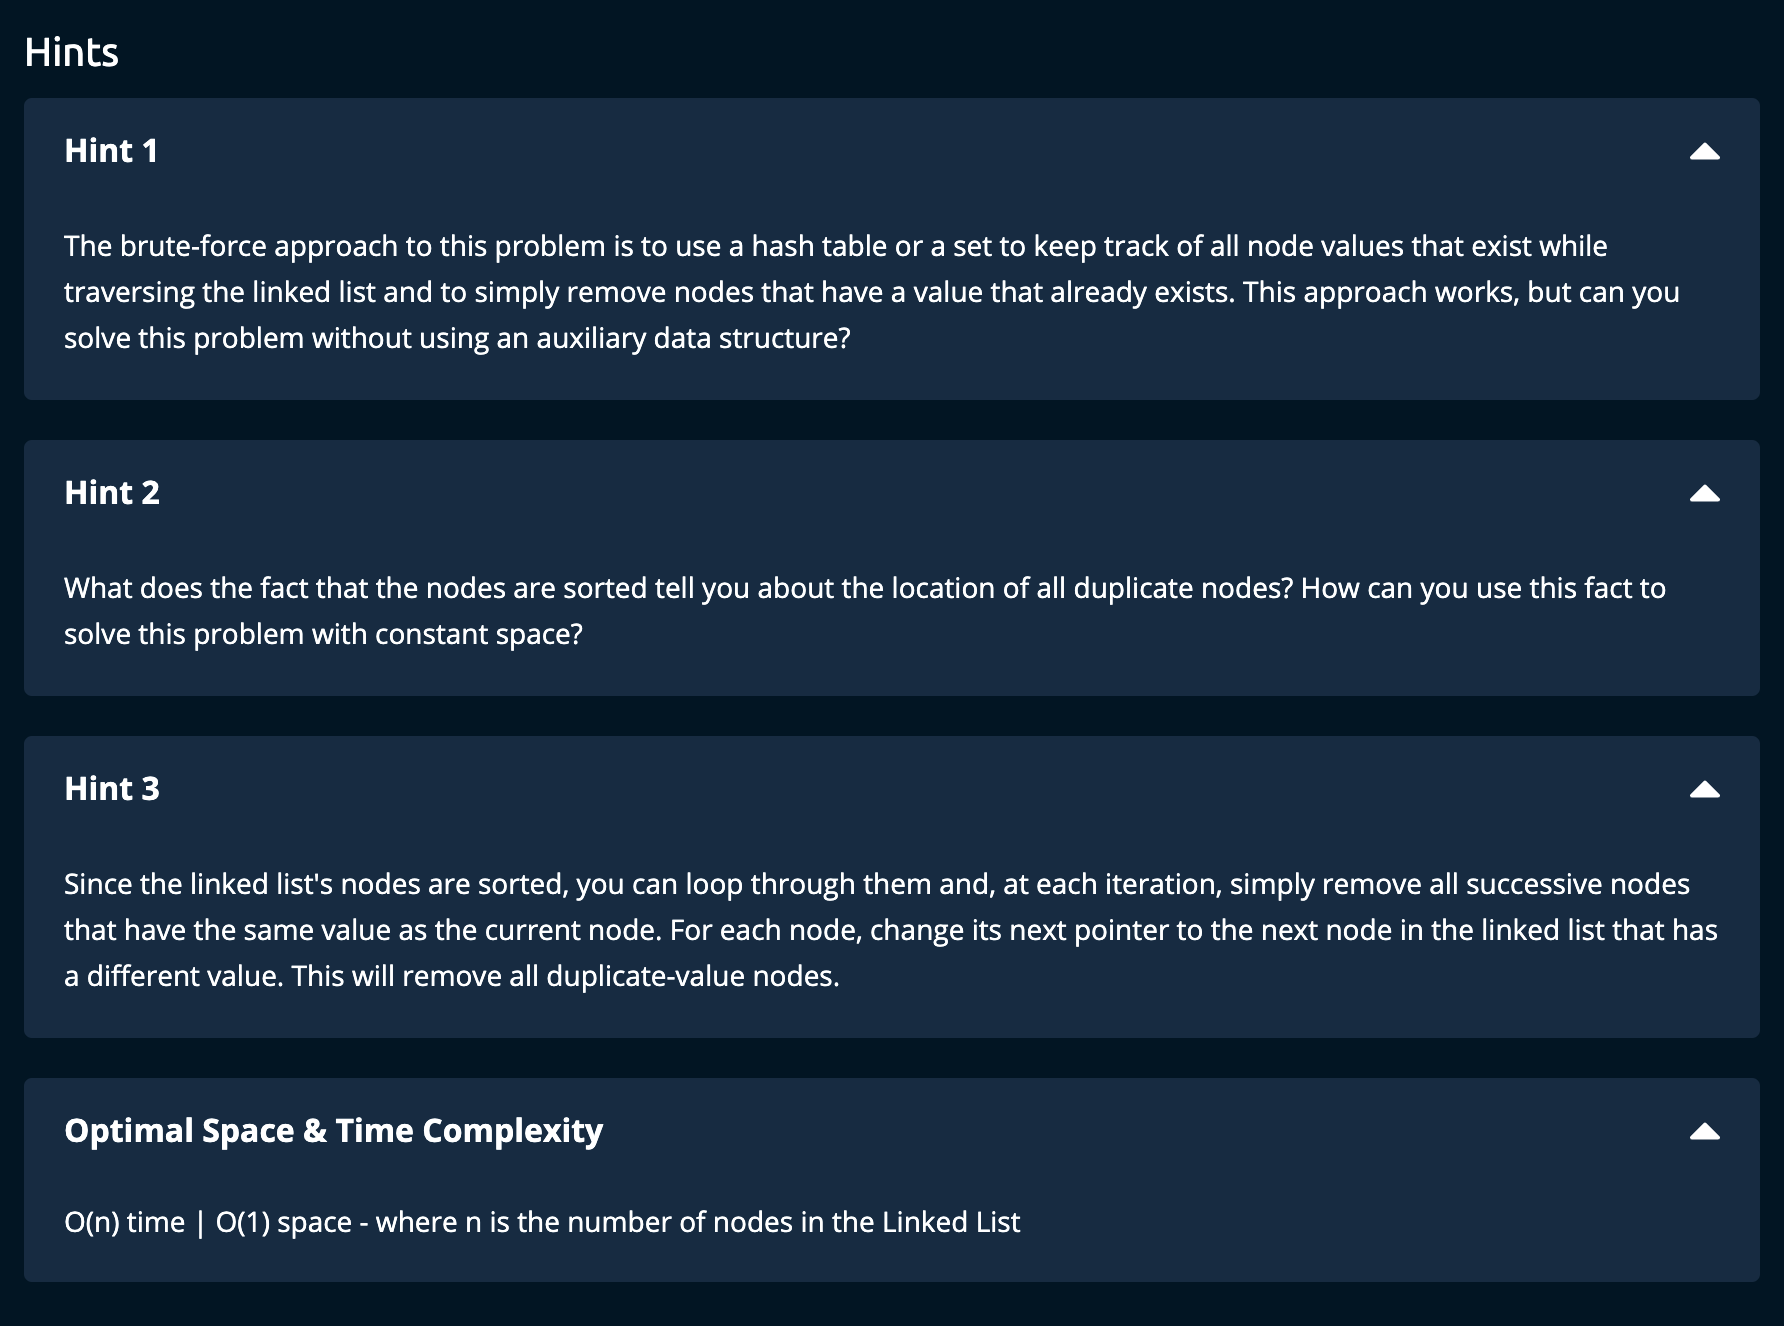 Hints
Hint 1
The brute-force approach to this problem is to use a hash table or a set to keep track of all node values that exist while
traversing the linked list and to simply remove nodes that have a value that already exists. This approach works, but can you
solve this problem without using an auxiliary data structure?
Hint 2
What does the fact that the nodes are sorted tell you about the location of all duplicate nodes? How can you use this fact to
solve this problem with constant space?
Hint 3
Since the linked list's nodes are sorted, you can loop through them and, at each iteration, simply remove all successive nodes
that have the same value as the current node. For each node, change its next pointer to the next node in the linked list that has
a different value. This will remove all duplicate-value nodes.
Optimal Space & Time Complexity
O(n) time | O(1) space - where n is the number of nodes in the Linked List